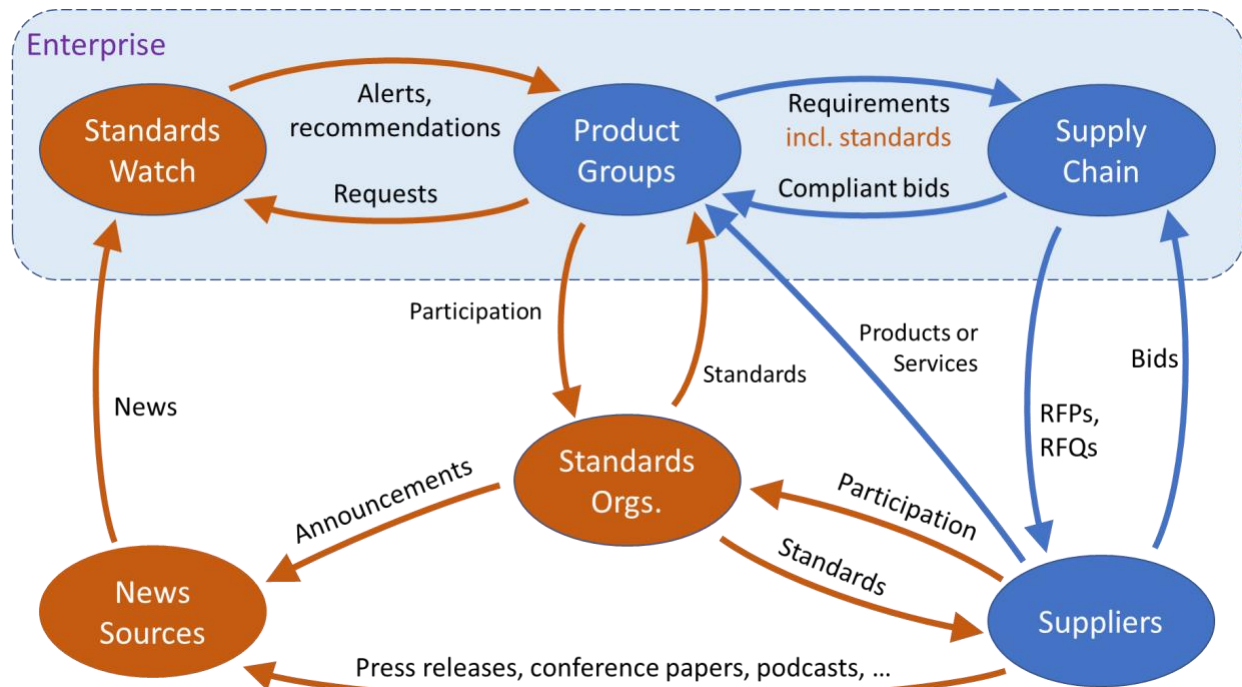 Enterprise
Standards
Watch
Alerts,
recommendations
Requests
Product
Groups
Requirements
incl. standards
Compliant bids
Supply
Chain
Participation
Standards
Products or
Services
Bids
RFPs,
RFQs
News
Standards
Orgs.
Announcements
Participation
Standards
News
Sources
Suppliers
Press releases, conference papers, podcasts, ...